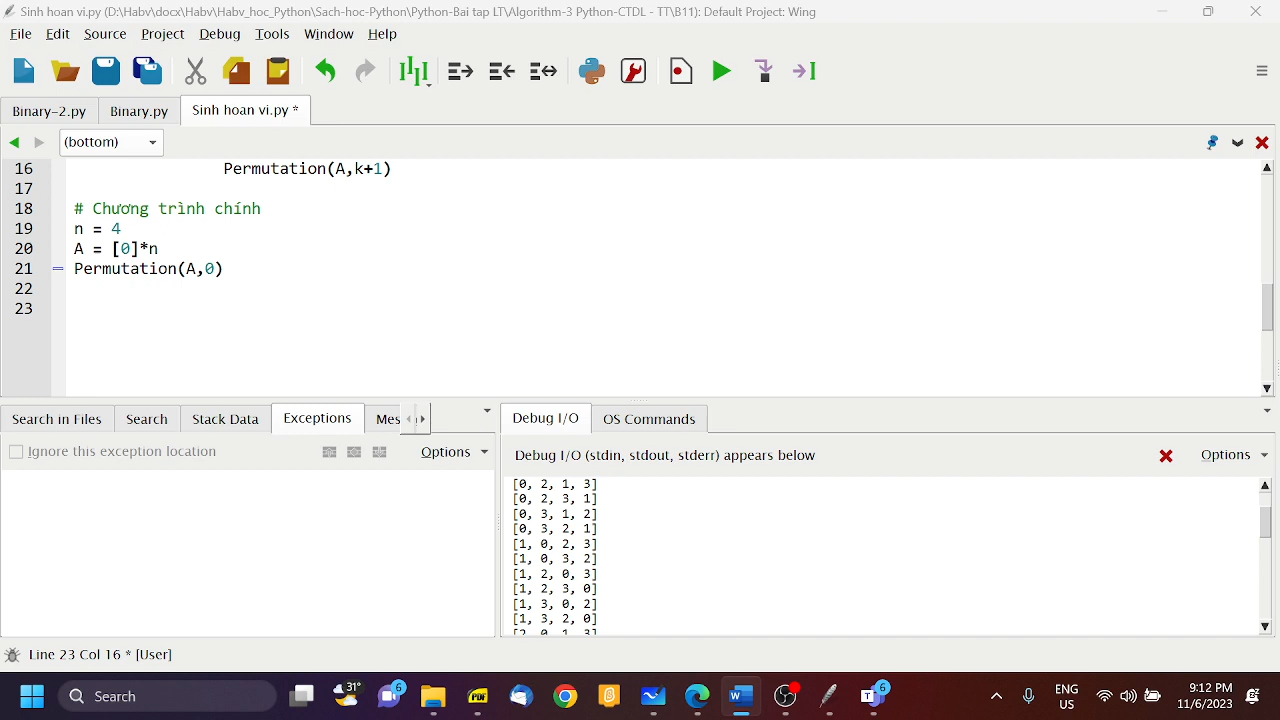 Sinh hoan vi.py (D:\Habv\docx\Habv\Habv_hoc_Python\Sach-hoc-Python\Python-Bai tap LT\Algorithm-3 Python-CTDL - TT\B11): Default Project: Wing
File Edit Source Project Debug Tools Window Help
Binary-2.py Binary.py Sinh hoan vi.py *
(bottom)
16 Permutation(A,k+1)
17
18 # Chương trình chính
19 n = 4
20 A = [0]*n
21 Permutation(A,0)
22
23
Search in Files Search Stack Data Exceptions Mes
Debug I/O OS Commands
Ignore this exception location Options
Debug I/O (stdin, stdout, stderr) appears below Options
[0, 2, 1, 3]
[0, 2, 3, 1]
[0, 3, 1, 2]
[0, 3, 2, 1]
[1, 0, 2, 3]
[1, 0, 3, 2]
[1, 2, 0, 3]
[1, 2, 3, 0]
[1, 3, 0, 2]
[1, 3, 2, 0]
[2, 0, 1, 3]
Line 23 Col 16 * [User]
Search 31° 6 PDF 6 ENG US 9:12 PM 11/6/2023